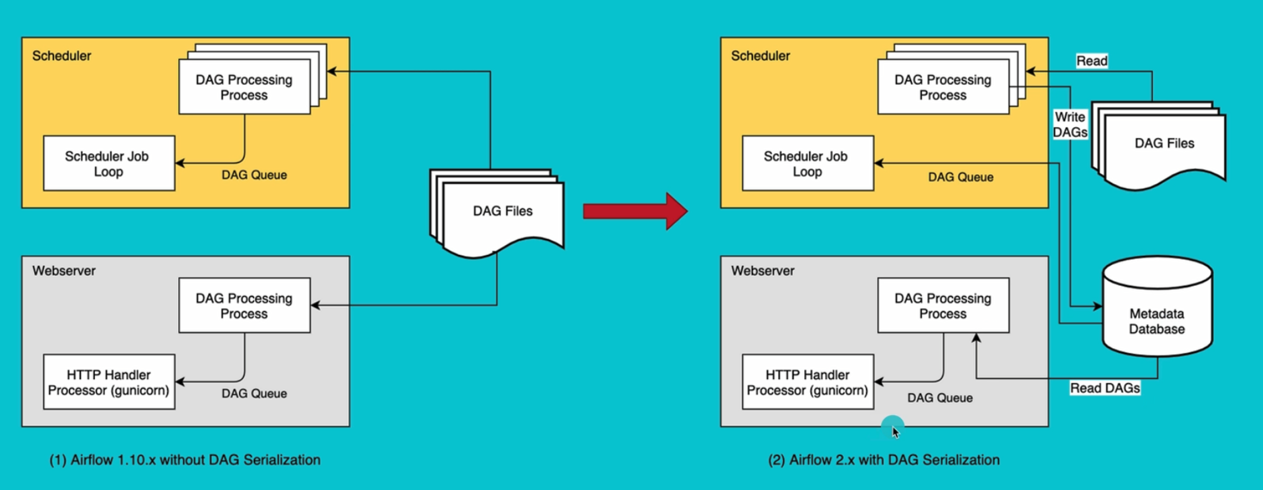 Scheduler
DAG Processing
Process
Scheduler Job
Loop
DAG Queue
DAG Files
Webserver
DAG Processing
Process
HTTP Handler
Processor (gunicorn)
DAG Queue
(1) Airflow 1.10.x without DAG Serialization
Scheduler
DAG Processing
Process
Read
Write
DAGs
DAG Files
Scheduler Job
Loop
DAG Queue
Webserver
DAG Processing
Process
Metadata
Database
HTTP Handler
Processor (gunicorn)
DAG Queue
Read DAGs
(2) Airflow 2.x with DAG Serialization